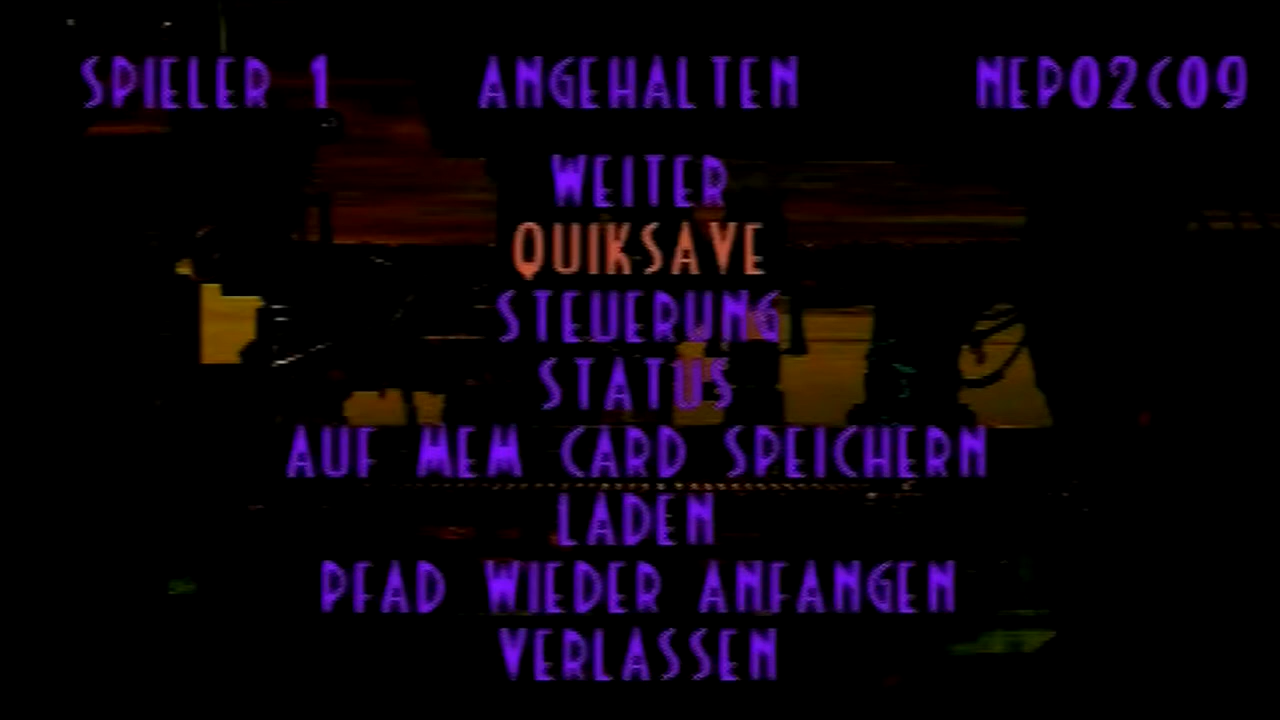 SPIELER 1 ANGEHALTEN NEP02C09
WEITER
QUIKSAVE
STEUERUNG
STATUS
AUF MEM CARD SPEICHERN
LADEN
PFAD WIEDER ANFANGEN
VERLASSEN